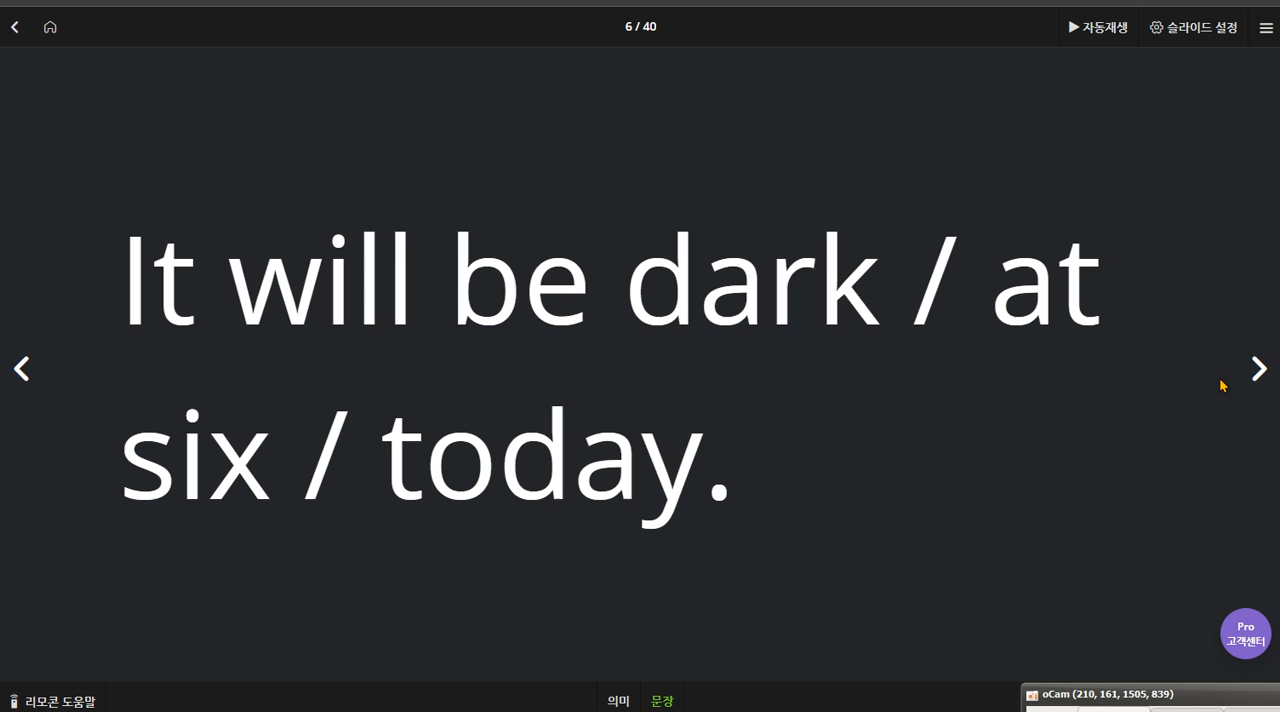 6 / 40
자동재생
슬라이드 설정
It will be dark / at
six / today.
Pro
고객센터
리모콘 도움말
의미
문장
oCam (210, 161, 1505, 839)